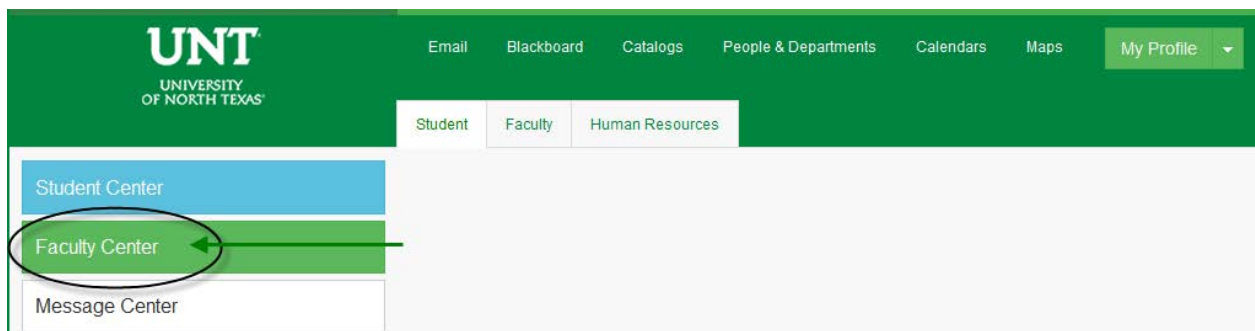 UNT
UNIVERSITY
OF NORTH TEXAS
Email Blackboard Catalogs People & Departments Calendars Maps My Profile
Student Faculty Human Resources
Student Center
Faculty Center
Message Center